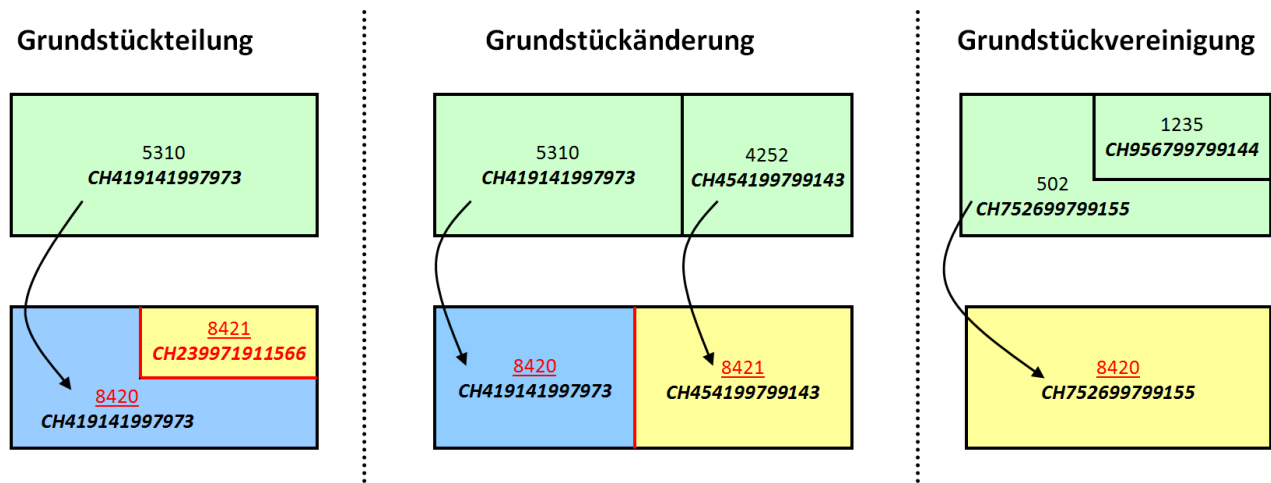 Grundstückteilung
5310
CH419141997973
8421
CH239971911566
8420
CH419141997973
Grundstückänderung
5310
CH419141997973
4252
CH454199799143
8420
CH419141997973
8421
CH454199799143
Grundstückvereinigung
1235
CH956799799144
502
CH752699799155
8420
CH752699799155